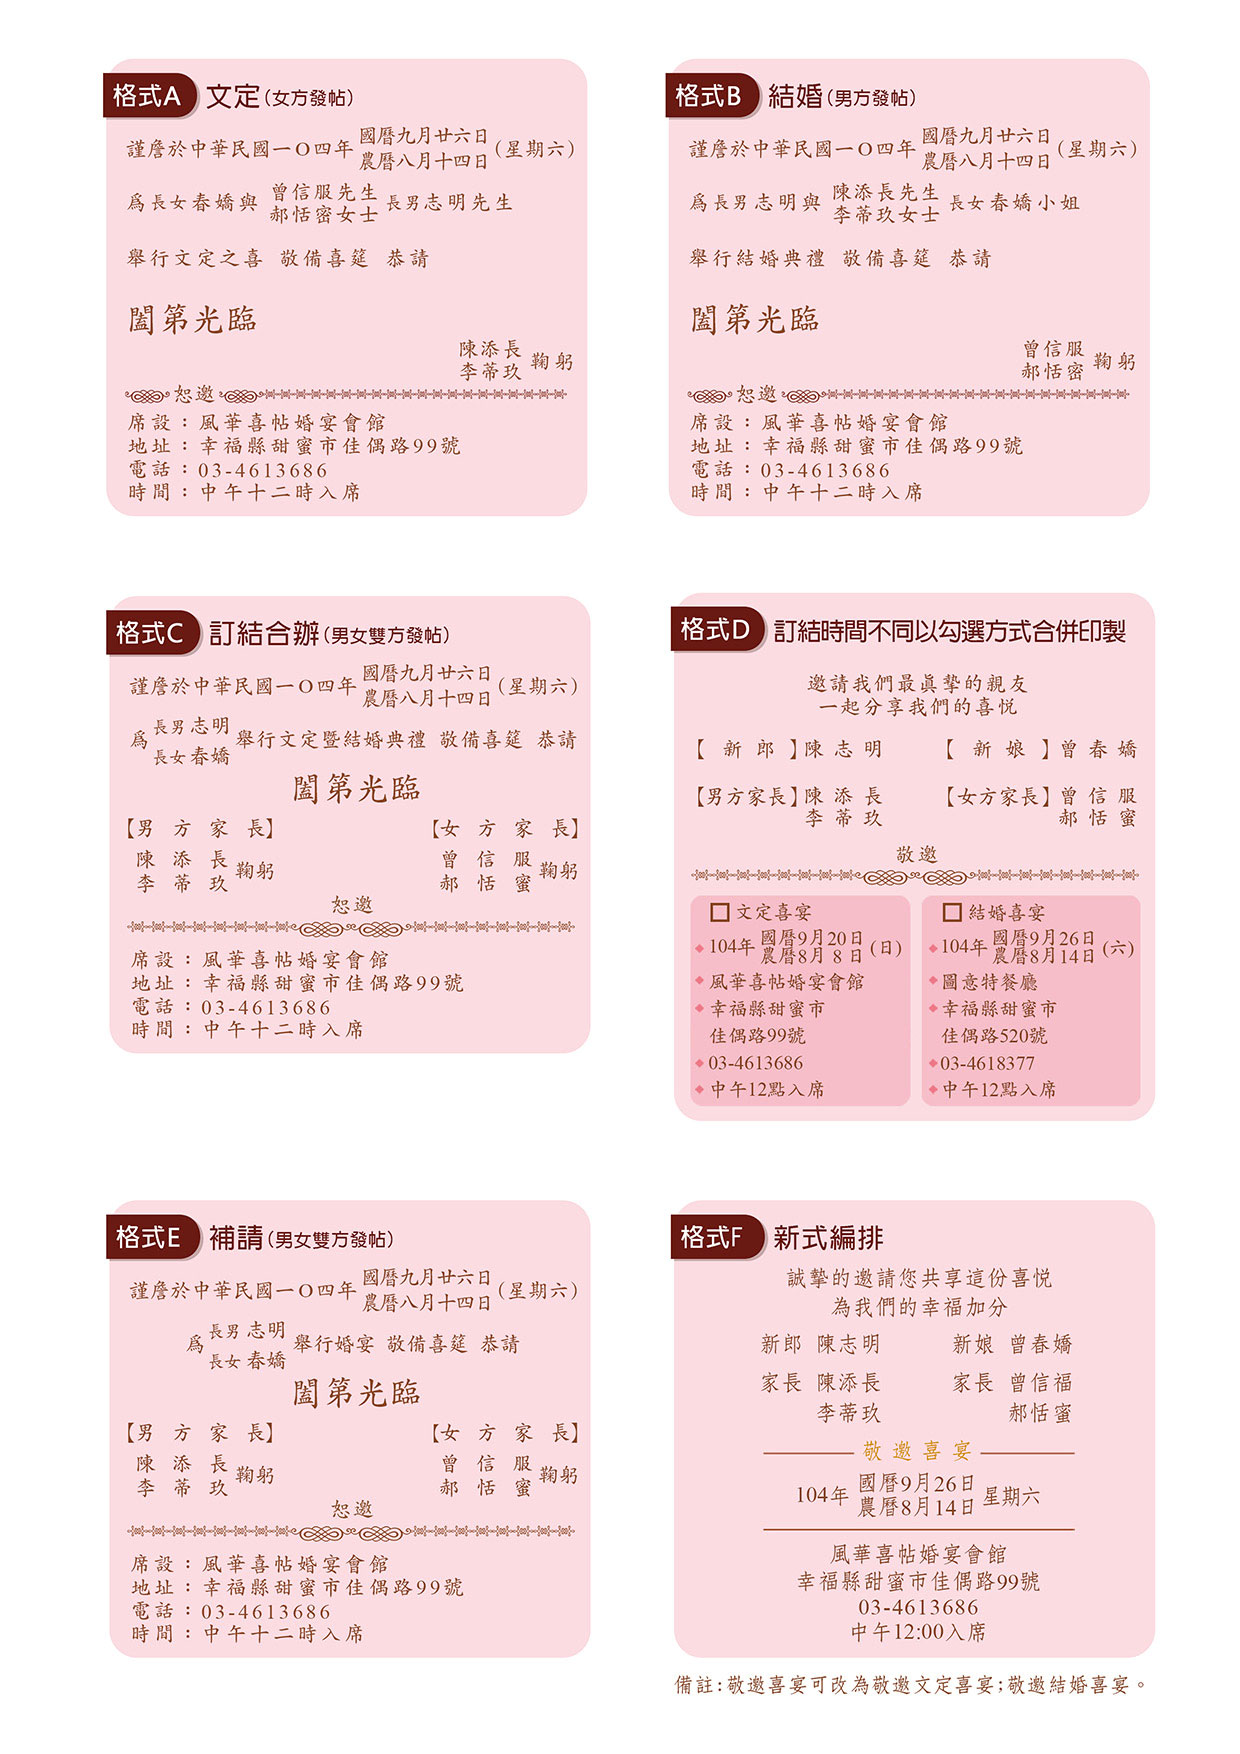 格式A 文定(女方發帖)
謹詹於中華民國一O四年 國曆九月廿六日 (星期六)
農曆八月十四日
為長女春嬌與 曾信服先生 長男志明先生
郝恬密女士
舉行文定之喜 敬備喜筵 恭請
闔第光臨
陳添長 鞠躬
李蒂玖
恕邀
席設：風華喜帖婚宴會館
地址：幸福縣甜蜜市佳偶路99號
電話：03-4613686
時間：中午十二時入席
格式B 結婚(男方發帖)
謹詹於中華民國一O四年 國曆九月廿六日 (星期六)
農曆八月十四日
為長男志明與 陳添長先生 長女春嬌小姐
李蒂玖女士
舉行結婚典禮 敬備喜筵 恭請
闔第光臨
曾信服 鞠躬
郝恬密
恕邀
席設：風華喜帖婚宴會館
地址：幸福縣甜蜜市佳偶路99號
電話：03-4613686
時間：中午十二時入席
格式C 訂結合辦(男女雙方發帖)
謹詹於中華民國一O四年 國曆九月廿六日 (星期六)
農曆八月十四日
為 長男志明 舉行文定暨結婚典禮 敬備喜筵 恭請
長女春嬌
闔第光臨
【男方家長】 【女方家長】
陳添長 鞠躬 曾信服 鞠躬
李蒂玖 郝恬蜜
恕邀
席設：風華喜帖婚宴會館
地址：幸福縣甜蜜市佳偶路99號
電話：03-4613686
時間：中午十二時入席
格式D 訂結時間不同以勾選方式合併印製
邀請我們最真摯的親友
一起分享我們的喜悅
【新郎】陳志明 【新娘】曾春嬌
【男方家長】陳添長 【女方家長】曾信服
李蒂玖 郝恬蜜
敬邀
□文定喜宴
◆104年 國曆9月20日 (日)
農曆8月8日
◆風華喜帖婚宴會館
◆幸福縣甜蜜市
佳偶路99號
◆03-4613686
◆中午12點入席
□結婚喜宴
◆104年 國曆9月26日 (六)
農曆8月14日
◆圖意特餐廳
◆幸福縣甜蜜市
佳偶路520號
◆03-4618377
◆中午12點入席
格式E 補請(男女雙方發帖)
謹詹於中華民國一O四年 國曆九月廿六日 (星期六)
農曆八月十四日
為 長男志明 舉行婚宴 敬備喜筵 恭請
長女春嬌
闔第光臨
【男方家長】 【女方家長】
陳添長 鞠躬 曾信服 鞠躬
李蒂玖 郝恬蜜
恕邀
席設：風華喜帖婚宴會館
地址：幸福縣甜蜜市佳偶路99號
電話：03-4613686
時間：中午十二時入席
格式F 新式編排
誠摯的邀請您共享這份喜悅
為我們的幸福加分
新郎 陳志明 新娘 曾春嬌
家長 陳添長 家長 曾信福
李蒂玖 郝恬蜜
敬邀喜宴
104年 國曆9月26日 星期六
農曆8月14日
風華喜帖婚宴會館
幸福縣甜蜜市佳偶路99號
03-4613686
中午12:00入席
備註:敬邀喜宴可改為敬邀文定喜宴;敬邀結婚喜宴。